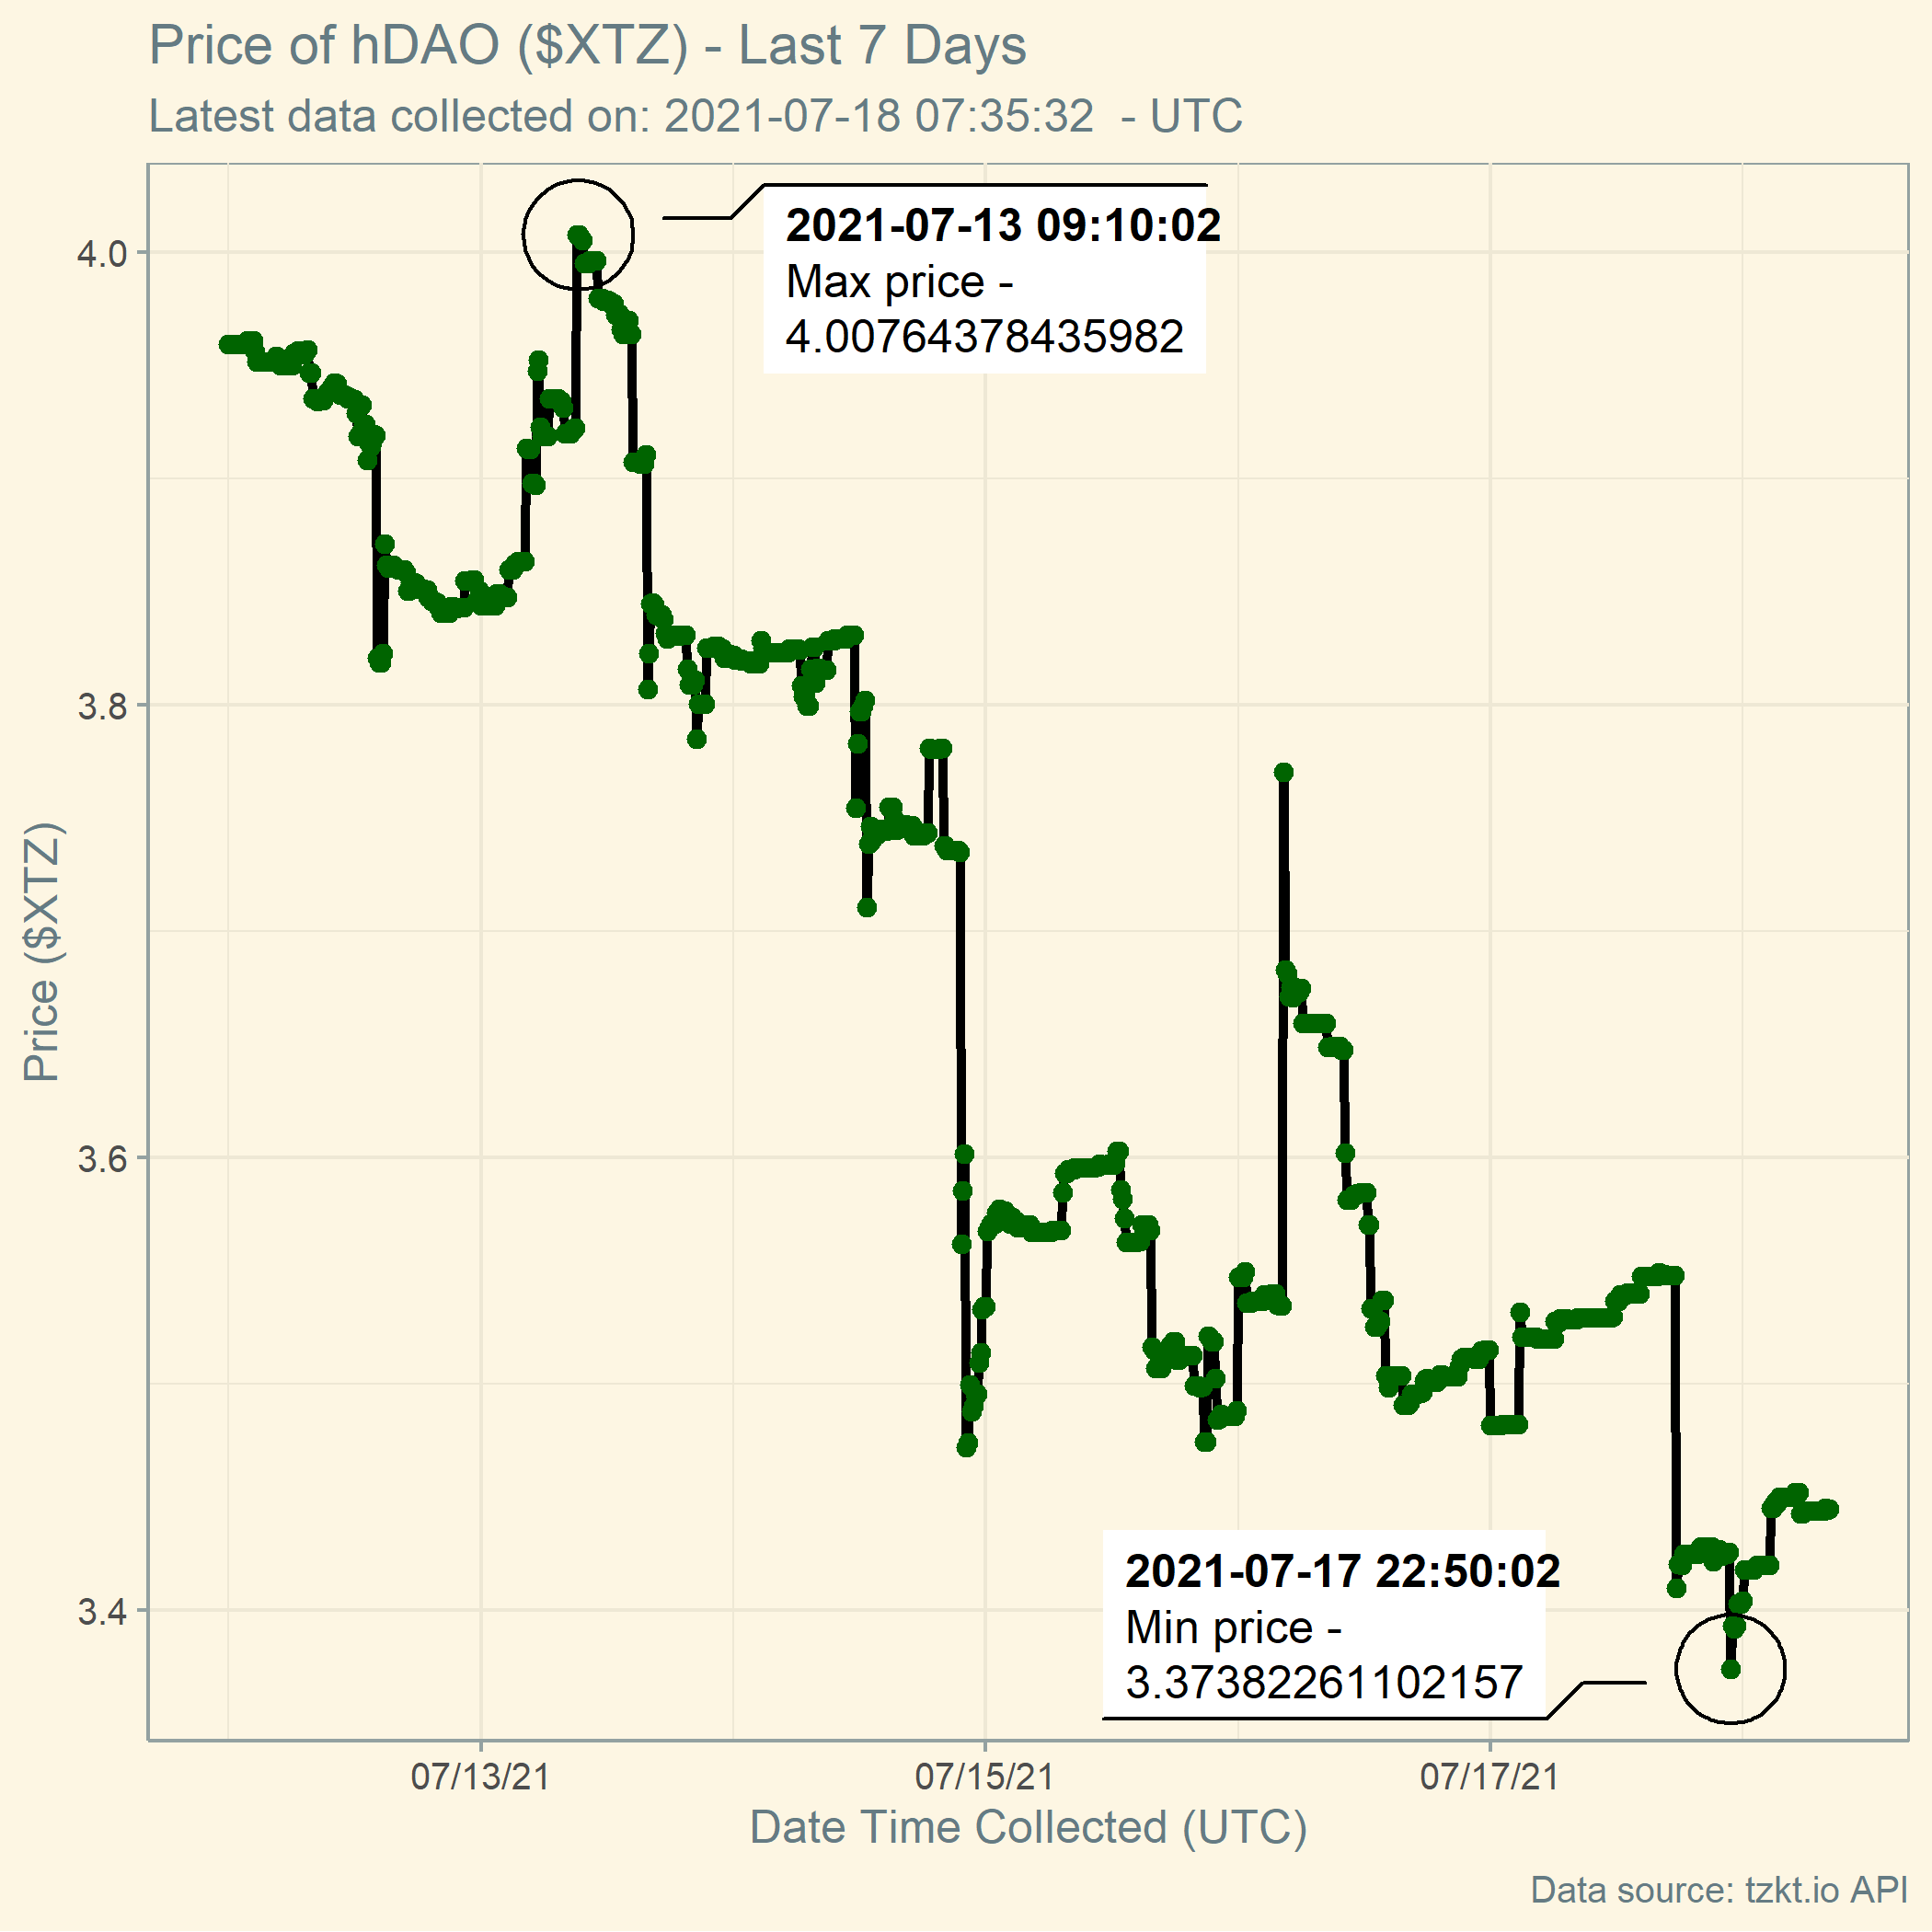 Price of hDAO ($XTZ) - Last 7 Days
Latest data collected on: 2021-07-18 07:35:32  - UTC
2021-07-13 09:10:02
Max price -
4.00764378435982
4.0
3.8
3.6
3.4
Price ($XTZ)
2021-07-17 22:50:02
Min price -
3.37382261102157
07/13/21
07/15/21
07/17/21
Date Time Collected (UTC)
Data source: tzkt.io API